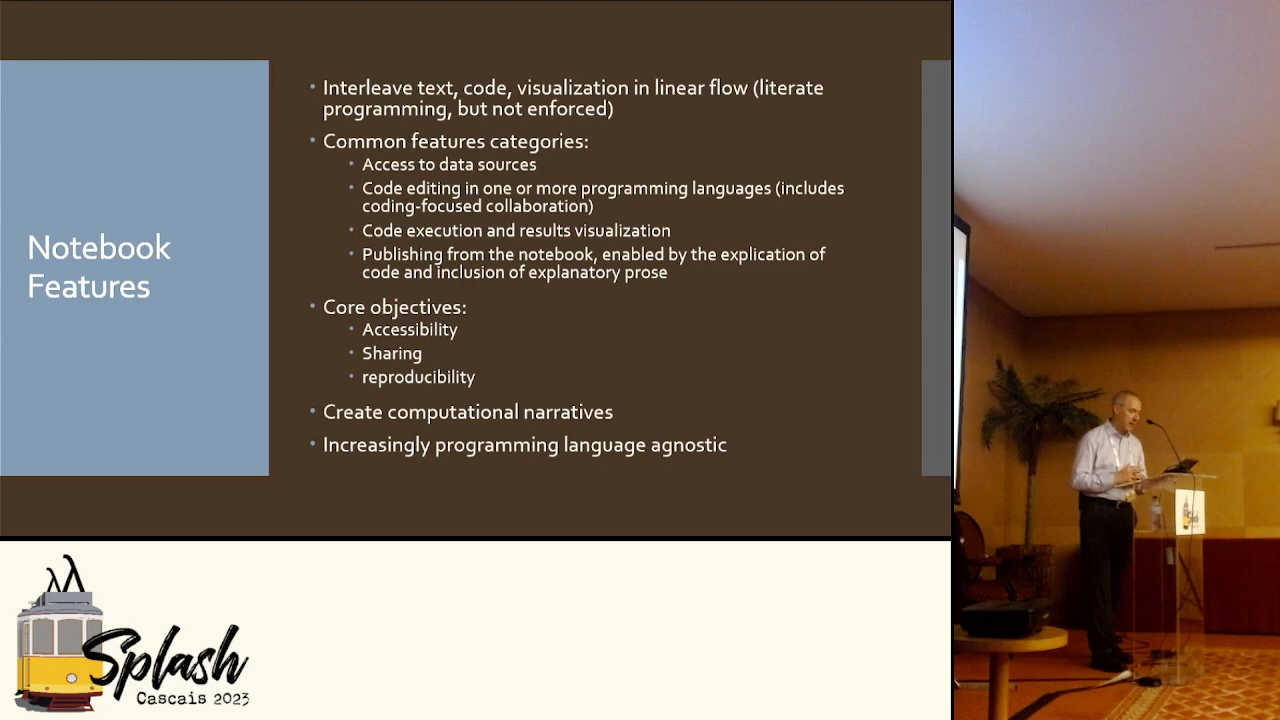 Notebook
Features
Interleave text, code, visualization in linear flow (literate
programming, but not enforced)
Common features categories:
Access to data sources
Code editing in one or more programming languages (includes
coding-focused collaboration)
Code execution and results visualization
Publishing from the notebook, enabled by the explication of
code and inclusion of explanatory prose
Core objectives:
Accessibility
Sharing
reproducibility
Create computational narratives
Increasingly programming language agnostic
Splash
Cascais 2023